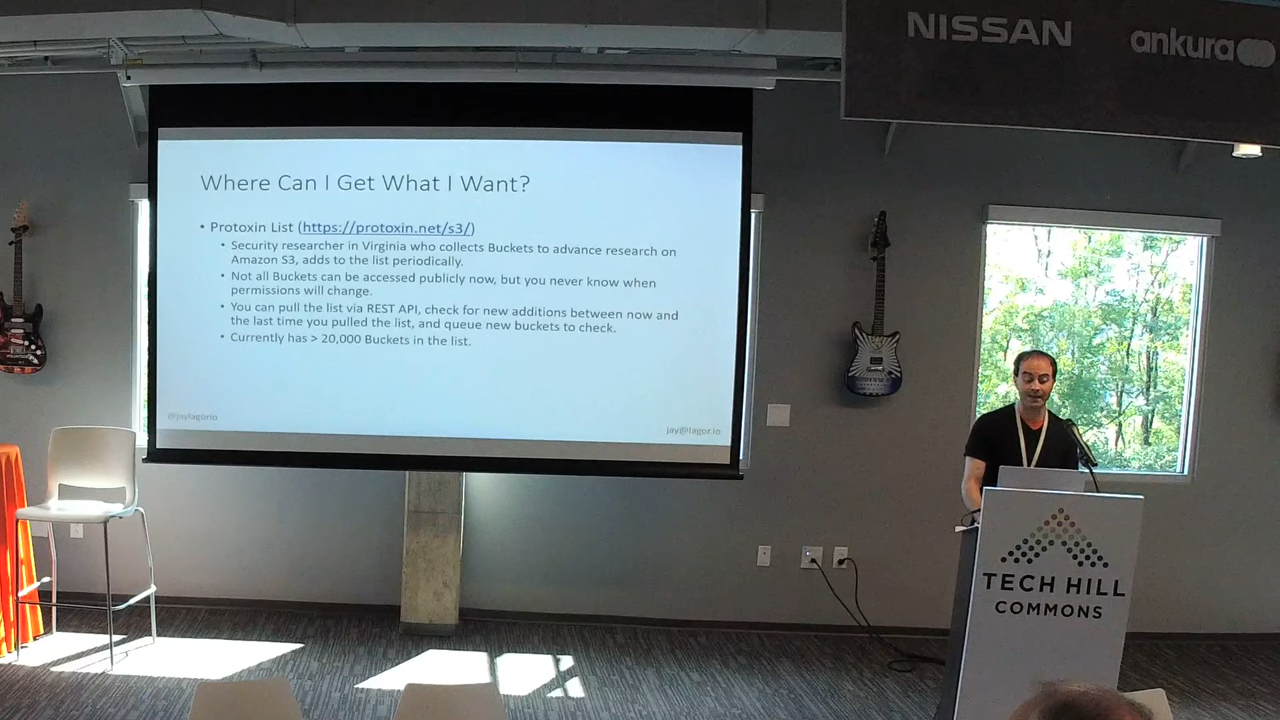 NISSAN
ankura
Where Can I Get What I Want?
• Protoxin List (https://protoxin.net/s3/)
• Security researcher in Virginia who collects Buckets to advance research on
Amazon S3, adds to the list periodically.
• Not all Buckets can be accessed publicly now, but you never know when
permissions will change.
• You can pull the list via REST API, check for new additions between now and
the last time you pulled the list, and queue new buckets to check.
• Currently has > 20,000 Buckets in the list.
@jaylagorio
jay@lagor.io
TECH HILL
COMMONS